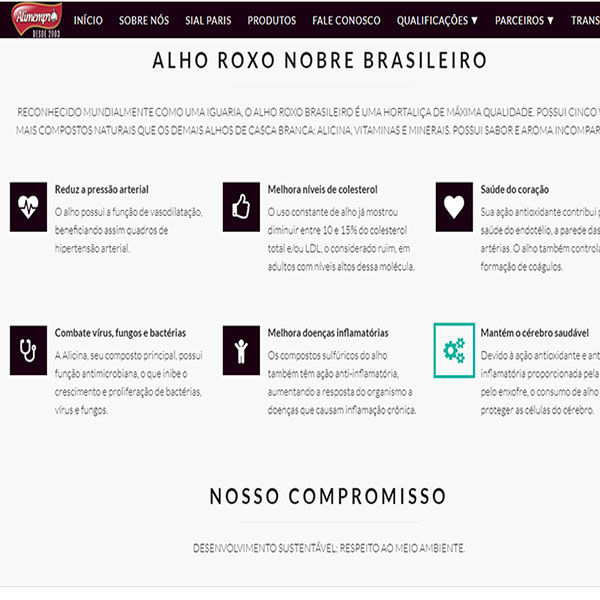 Alimempro
DESDE 2003
INÍCIO SOBRE NÓS SIAL PARIS PRODUTOS FALE CONOSCO QUALIFICAÇÕES ▼ PARCEIROS ▼ TRANS
ALHO ROXO NOBRE BRASILEIRO
RECONHECIDO MUNDIALMENTE COMO UMA IGUARIA, O ALHO ROXO BRASILEIRO É UMA HORTALIÇA DE MÁXIMA QUALIDADE. POSSUI CINCO V
MAIS COMPOSTOS NATURAIS QUE OS DEMAIS ALHOS DE CASCA BRANCA: ALICINA, VITAMINAS E MINERAIS. POSSUI SABOR E AROMA INCOMPAR
Reduz a pressão arterial
O alho possui a função de vasodilatação,
beneficiando assim quadros de
hipertensão arterial.
Melhora níveis de colesterol
O uso constante de alho já mostrou
diminuir entre 10 e 15% do colesterol
total e/ou LDL, o considerado ruim, em
adultos com níveis altos dessa molécula.
Saúde do coração
Sua ação antioxidante contribui p
saúde do endotélio, a parede das
artérias. O alho também control
formação de coágulos.
Combate vírus, fungos e bactérias
A Alicina, seu composto principal, possui
função antimicrobiana, o que inibe o
crescimento e proliferação de bactérias,
vírus e fungos.
Melhora doenças inflamatórias
Os compostos sulfúricos do alho
também têm ação anti-inflamatória,
aumentando a resposta do organismo a
doenças que causam inflamação crônica.
Mantém o cérebro saudável
Devido à ação antioxidante e ant
inflamatória proporcionada pela
pelo enxofre, o consumo de alho
proteger as células do cérebro.
NOSSO COMPROMISSO
DESENVOLVIMENTO SUSTENTÁVEL: RESPEITO AO MEIO AMBIENTE.